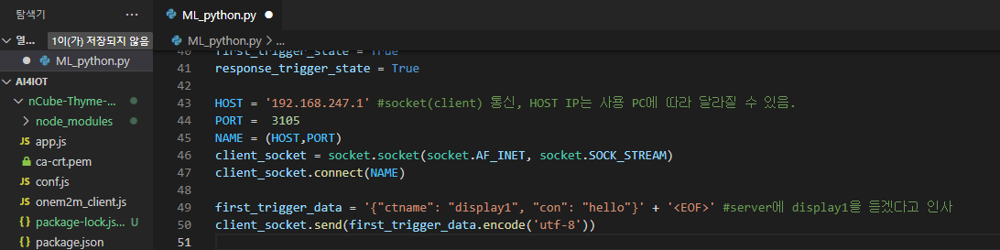 탐색기 ...
열... 1이(가) 저장되지 않음
ML_python.py
AI4IOT
nCube-Thyme-...
node_modules
app.js
ca-crt.pem
conf.js
onem2m_client.js
package-lock.js... U
package.json
ML_python.py
ML_python.py > ...
40 first_trigger_state = True
41 response_trigger_state = True
42
43 HOST = '192.168.247.1' #socket(client) 통신, HOST IP는 사용 PC에 따라 달라질 수 있음.
44 PORT =  3105
45 NAME = (HOST,PORT)
46 client_socket = socket.socket(socket.AF_INET, socket.SOCK_STREAM)
47 client_socket.connect(NAME)
48
49 first_trigger_data = '{"ctname": "display1", "con": "hello"}' + '<EOF>' #server에 display1을 듣겠다고 인사
50 client_socket.send(first_trigger_data.encode('utf-8'))
51